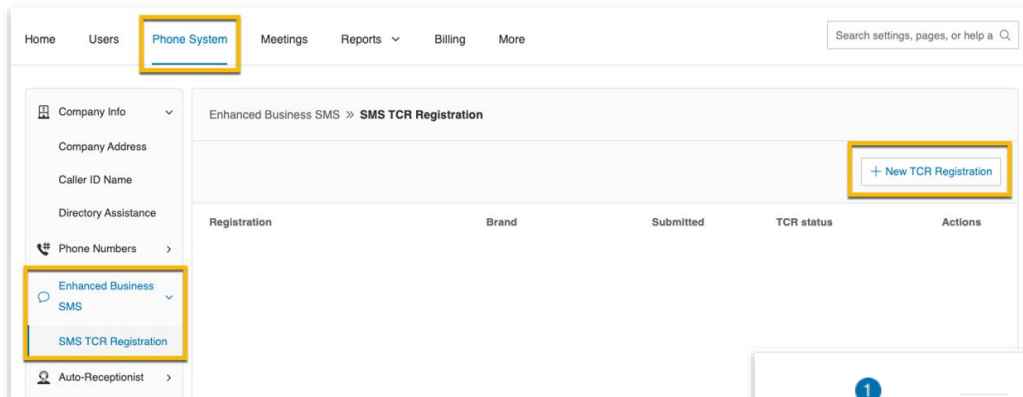 Home Users Phone System Meetings Reports Billing More Search settings, pages, or help a
Company Info
Company Address
Caller ID Name
Directory Assistance
Phone Numbers
Enhanced Business
SMS
SMS TCR Registration
Auto-Receptionist
Enhanced Business SMS » SMS TCR Registration
+ New TCR Registration
Registration Brand Submitted TCR status Actions
1